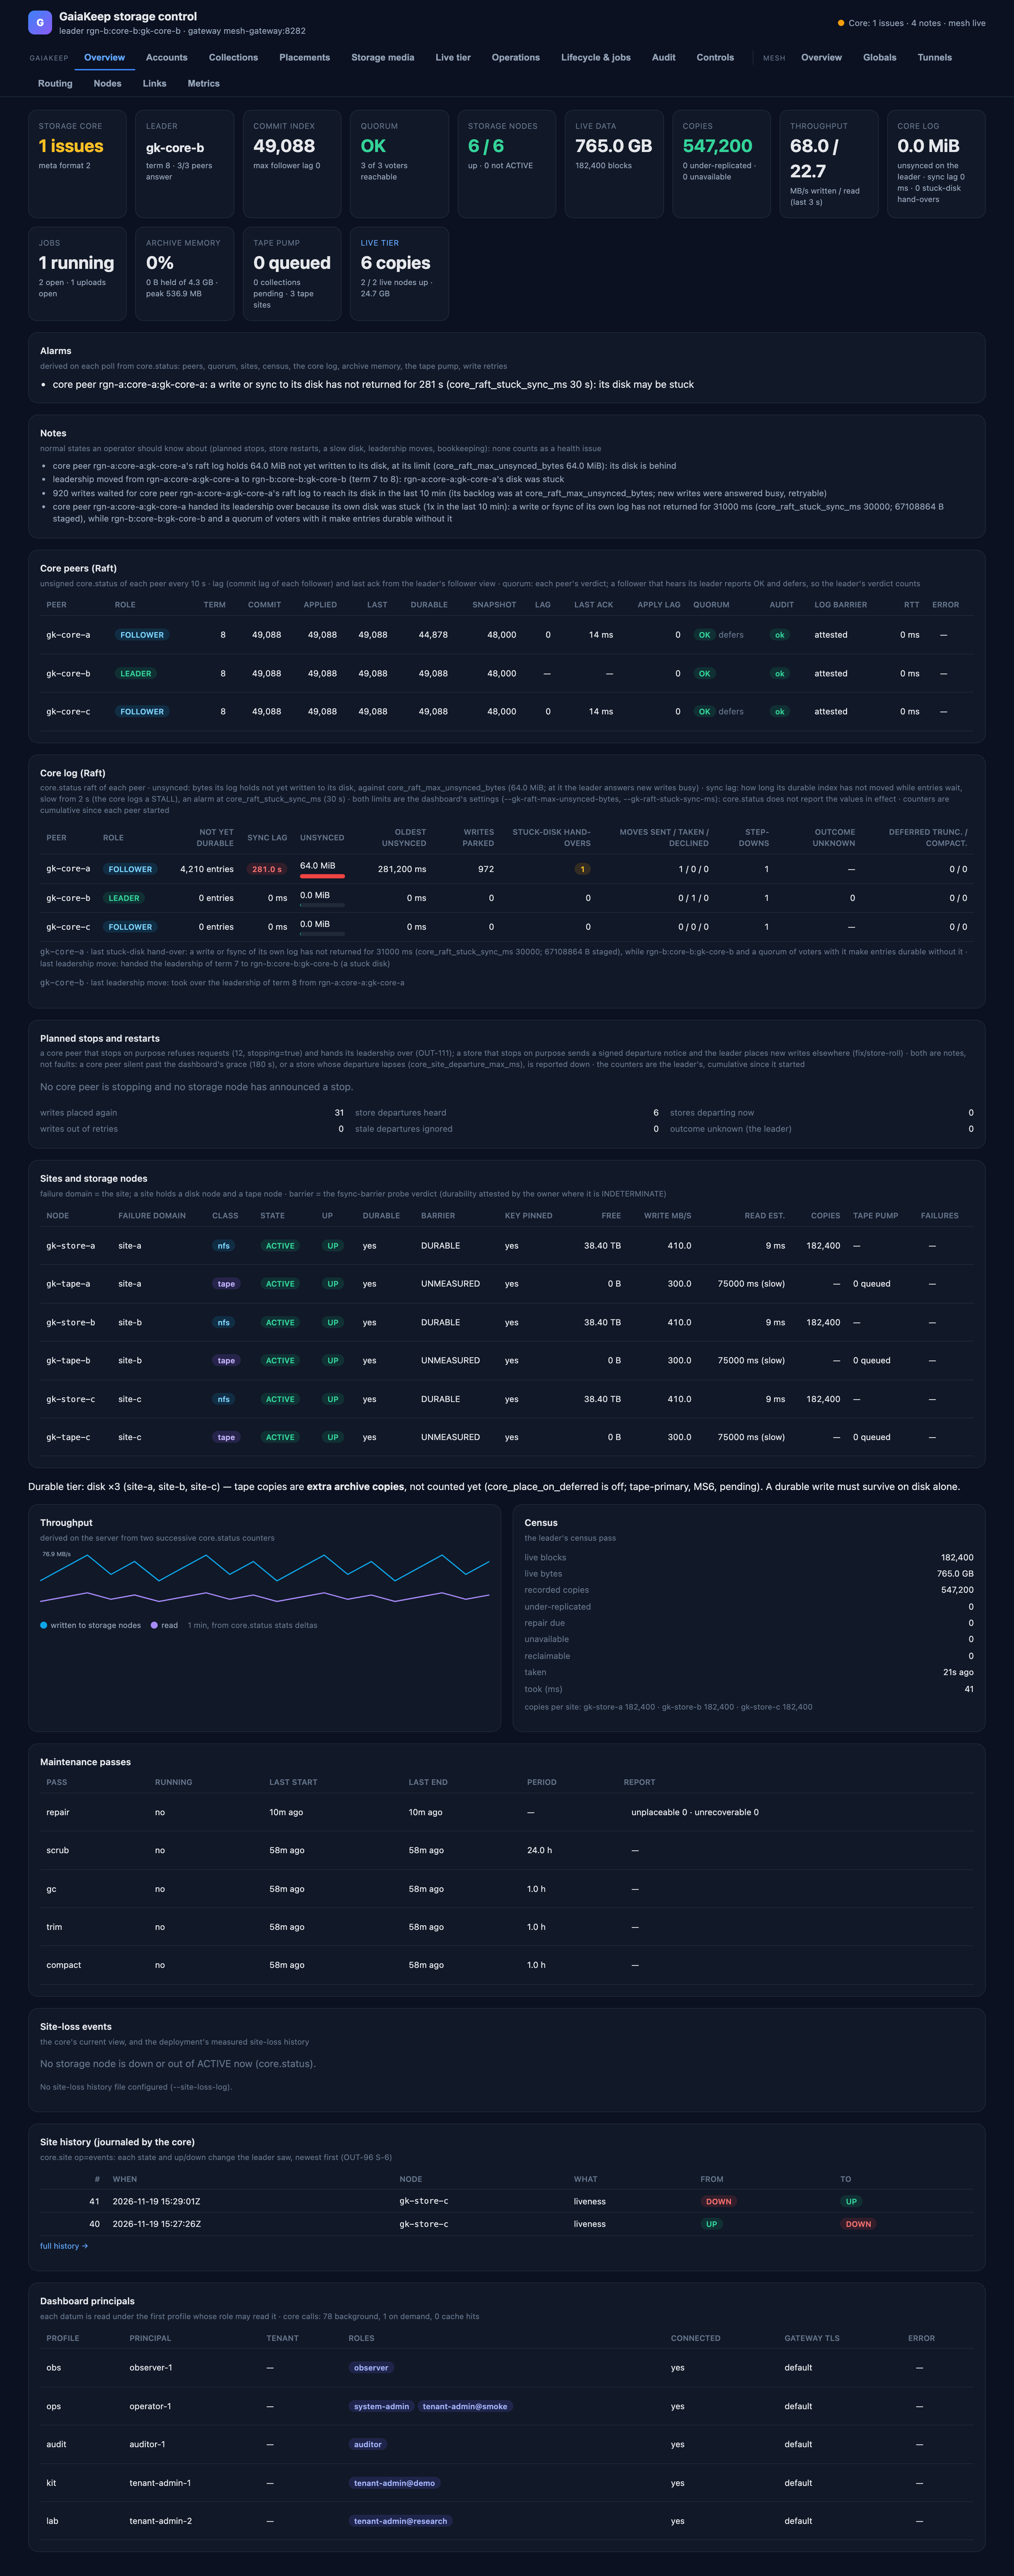 G
GaiaKeep storage control
leader rgn-b:core-b:gk-core-b · gateway mesh-gateway:8282
Core: 1 issues · 4 notes · mesh live
GAIAKEEP Overview Accounts Collections Placements Storage media Live tier Operations Lifecycle & jobs Audit Controls MESH Overview Globals Tunnels
Routing Nodes Links Metrics
STORAGE CORE
1 issues
meta format 2
LEADER
gk-core-b
term 8 · 3/3 peers
answer
COMMIT INDEX
49,088
max follower lag 0
QUORUM
OK
3 of 3 voters
reachable
STORAGE NODES
6 / 6
up · 0 not ACTIVE
LIVE DATA
765.0 GB
182,400 blocks
COPIES
547,200
0 under-replicated ·
0 unavailable
THROUGHPUT
68.0 /
22.7
MB/s written / read
(last 3 s)
CORE LOG
0.0 MiB
unsynced on the
leader · sync lag 0
ms · 0 stuck-disk
hand-overs
JOBS
1 running
2 open · 1 uploads
open
ARCHIVE MEMORY
0%
0 B held of 4.3 GB ·
peak 536.9 MB
TAPE PUMP
0 queued
0 collections
pending · 3 tape
sites
LIVE TIER
6 copies
2 / 2 live nodes up ·
24.7 GB
Alarms
derived on each poll from core.status: peers, quorum, sites, census, the core log, archive memory, the tape pump, write retries
• core peer rgn-a:core-a:gk-core-a: a write or sync to its disk has not returned for 281 s (core_raft_stuck_sync_ms 30 s): its disk may be stuck
Notes
normal states an operator should know about (planned stops, store restarts, a slow disk, leadership moves, bookkeeping): none counts as a health issue
• core peer rgn-a:core-a:gk-core-a's raft log holds 64.0 MiB not yet written to its disk, at its limit (core_raft_max_unsynced_bytes 64.0 MiB): its disk is behind
• leadership moved from rgn-a:core-a:gk-core-a to rgn-b:core-b:gk-core-b (term 7 to 8): rgn-a:core-a:gk-core-a's disk was stuck
• 920 writes waited for core peer rgn-a:core-a:gk-core-a's raft log to reach its disk in the last 10 min (its backlog was at core_raft_max_unsynced_bytes; new writes were answered busy, retryable)
• core peer rgn-a:core-a:gk-core-a handed its leadership over because its own disk was stuck (1x in the last 10 min): a write or fsync of its own log has not returned for 31000 ms (core_raft_stuck_sync_ms 30000; 67108864 B
staged), while rgn-b:core-b:gk-core-b and a quorum of voters with it make entries durable without it
Core peers (Raft)
unsigned core.status of each peer every 10 s · lag (commit lag of each follower) and last ack from the leader's follower view · quorum: each peer's verdict; a follower that hears its leader reports OK and defers, so the leader's verdict counts
PEER ROLE TERM COMMIT APPLIED LAST DURABLE SNAPSHOT LAG LAST ACK APPLY LAG QUORUM AUDIT LOG BARRIER RTT ERROR
gk-core-a FOLLOWER 8 49,088 49,088 49,088 44,878 48,000 0 14 ms 0 OK defers ok attested 0 ms —
gk-core-b LEADER 8 49,088 49,088 49,088 49,088 48,000 — — 0 OK ok attested 0 ms —
gk-core-c FOLLOWER 8 49,088 49,088 49,088 49,088 48,000 0 14 ms 0 OK defers ok attested 0 ms —
Core log (Raft)
core.status raft of each peer · unsynced: bytes its log holds not yet written to its disk, against core_raft_max_unsynced_bytes (64.0 MiB; at it the leader answers new writes busy) · sync lag: how long its durable index has not moved while entries wait,
slow from 2 s (the core logs a STALL), an alarm at core_raft_stuck_sync_ms (30 s) · both limits are the dashboard's settings (--gk-raft-max-unsynced-bytes, --gk-raft-stuck-sync-ms): core.status does not report the values in effect · counters are
cumulative since each peer started
PEER ROLE NOT YET DURABLE SYNC LAG UNSYNCED OLDEST UNSYNCED WRITES PARKED STUCK-DISK HAND-OVERS MOVES SENT / TAKEN / DECLINED STEP-DOWNS OUTCOME UNKNOWN DEFERRED TRUNC. / COMPACT.
gk-core-a FOLLOWER 4,210 entries 281.0 s 64.0 MiB 281,200 ms 972 1 1 / 0 / 0 1 — 0 / 0
gk-core-b LEADER 0 entries 0 ms 0.0 MiB 0 ms 0 0 0 / 1 / 0 1 0 0 / 0
gk-core-c FOLLOWER 0 entries 0 ms 0.0 MiB 0 ms 0 0 0 / 0 / 0 1 — 0 / 0
gk-core-a · last stuck-disk hand-over: a write or fsync of its own log has not returned for 31000 ms (core_raft_stuck_sync_ms 30000; 67108864 B staged), while rgn-b:core-b:gk-core-b and a quorum of voters with it make entries durable without it ·
last leadership move: handed the leadership of term 7 to rgn-b:core-b:gk-core-b (a stuck disk)
gk-core-b · last leadership move: took over the leadership of term 8 from rgn-a:core-a:gk-core-a
Planned stops and restarts
a core peer that stops on purpose refuses requests (12, stopping=true) and hands its leadership over (OUT-111); a store that stops on purpose sends a signed departure notice and the leader places new writes elsewhere (fix/store-roll) · both are notes,
not faults: a core peer silent past the dashboard's grace (180 s), or a store whose departure lapses (core_site_departure_max_ms), is reported down · the counters are the leader's, cumulative since it started
No core peer is stopping and no storage node has announced a stop.
writes placed again 31 store departures heard 6 stores departing now 0
writes out of retries 0 stale departures ignored 0 outcome unknown (the leader) 0
Sites and storage nodes
failure domain = the site; a site holds a disk node and a tape node · barrier = the fsync-barrier probe verdict (durability attested by the owner where it is INDETERMINATE)
NODE FAILURE DOMAIN CLASS STATE UP DURABLE BARRIER KEY PINNED FREE WRITE MB/S READ EST. COPIES TAPE PUMP FAILURES
gk-store-a site-a nfs ACTIVE UP yes DURABLE yes 38.40 TB 410.0 9 ms 182,400 — —
gk-tape-a site-a tape ACTIVE UP yes UNMEASURED yes 0 B 300.0 75000 ms (slow) — 0 queued —
gk-store-b site-b nfs ACTIVE UP yes DURABLE yes 38.40 TB 410.0 9 ms 182,400 — —
gk-tape-b site-b tape ACTIVE UP yes UNMEASURED yes 0 B 300.0 75000 ms (slow) — 0 queued —
gk-store-c site-c nfs ACTIVE UP yes DURABLE yes 38.40 TB 410.0 9 ms 182,400 — —
gk-tape-c site-c tape ACTIVE UP yes UNMEASURED yes 0 B 300.0 75000 ms (slow) — 0 queued —
Durable tier: disk ×3 (site-a, site-b, site-c) — tape copies are extra archive copies, not counted yet (core_place_on_deferred is off; tape-primary, MS6, pending). A durable write must survive on disk alone.
Throughput
derived on the server from two successive core.status counters
76.9 MB/s
written to storage nodes read 1 min, from core.status stats deltas
Census
the leader's census pass
live blocks 182,400
live bytes 765.0 GB
recorded copies 547,200
under-replicated 0
repair due 0
unavailable 0
reclaimable 0
taken 21s ago
took (ms) 41
copies per site: gk-store-a 182,400 · gk-store-b 182,400 · gk-store-c 182,400
Maintenance passes
PASS RUNNING LAST START LAST END PERIOD REPORT
repair no 10m ago 10m ago — unplaceable 0 · unrecoverable 0
scrub no 58m ago 58m ago 24.0 h —
gc no 58m ago 58m ago 1.0 h —
trim no 58m ago 58m ago 1.0 h —
compact no 58m ago 58m ago 1.0 h —
Site-loss events
the core's current view, and the deployment's measured site-loss history
No storage node is down or out of ACTIVE now (core.status).
No site-loss history file configured (--site-loss-log).
Site history (journaled by the core)
core.site op=events: each state and up/down change the leader saw, newest first (OUT-96 S-6)
# WHEN NODE WHAT FROM TO
41 2026-11-19 15:29:01Z gk-store-c liveness DOWN UP
40 2026-11-19 15:27:26Z gk-store-c liveness UP DOWN
full history →
Dashboard principals
each datum is read under the first profile whose role may read it · core calls: 78 background, 1 on demand, 0 cache hits
PROFILE PRINCIPAL TENANT ROLES CONNECTED GATEWAY TLS ERROR
obs observer-1 — observer yes default —
ops operator-1 — system-admin tenant-admin@smoke yes default —
audit auditor-1 — auditor yes default —
kit tenant-admin-1 — tenant-admin@demo yes default —
lab tenant-admin-2 — tenant-admin@research yes default —